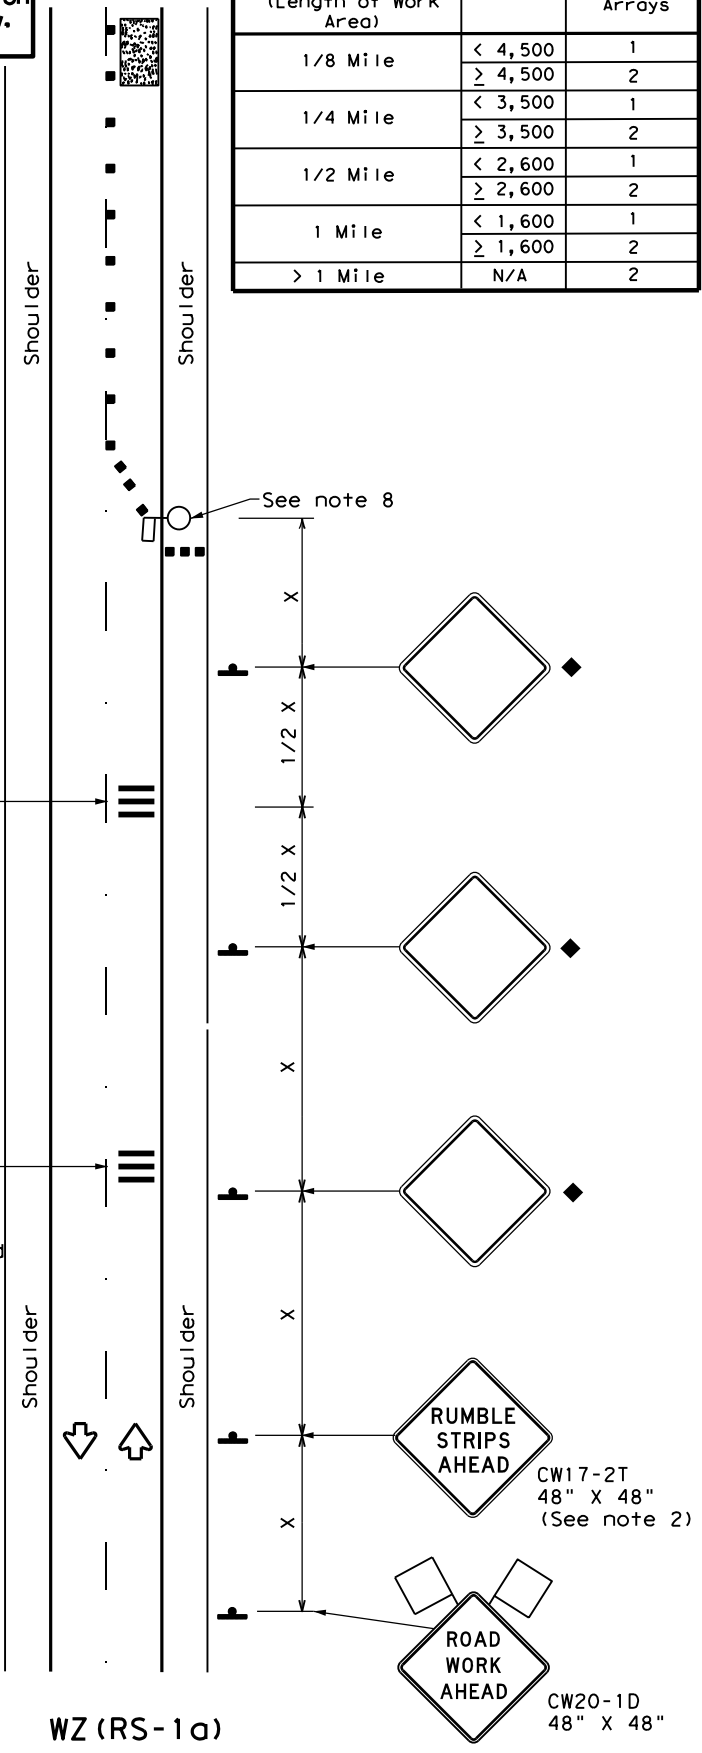 y.
(Length of Work
Area)
Arrays
1/8 Mile
< 4,500
1
≥ 4,500
2
1/4 Mile
< 3,500
1
≥ 3,500
2
1/2 Mile
< 2,600
1
≥ 2,600
2
1 Mile
< 1,600
1
≥ 1,600
2
> 1 Mile
N/A
2
Shoulder
Shoulder
See note 8
X
1/2 X
1/2 X
X
X
Shoulder
Shoulder
RUMBLE
STRIPS
AHEAD
CW17-2T
48" X 48"
(See note 2)
X
ROAD
WORK
AHEAD
CW20-1D
48" X 48"
WZ(RS-1a)